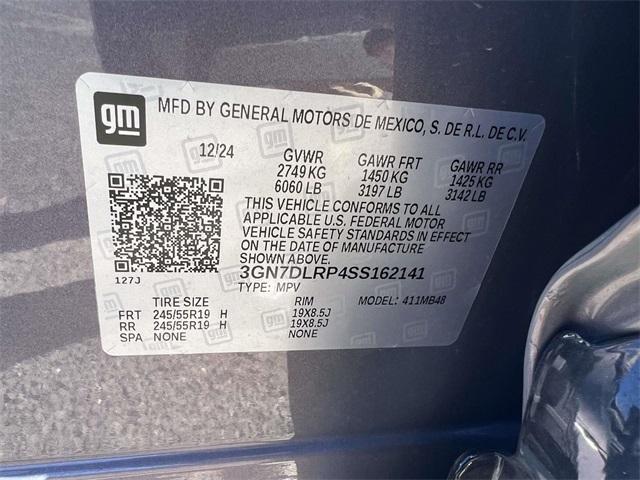 gm
MFD BY GENERAL MOTORS DE MEXICO, S. DE R.L. DE C.V.
12/24 GVWR GAWR FRT GAWR RR
2749 KG 1450 KG 1425 KG
6060 LB 3197 LB 3142 LB
THIS VEHICLE CONFORMS TO ALL
APPLICABLE U.S. FEDERAL MOTOR
VEHICLE SAFETY STANDARDS IN EFFECT
ON THE DATE OF MANUFACTURE
SHOWN ABOVE.
3GN7DLRP4SS162141
127J TYPE: MPV MODEL: 411MB48
TIRE SIZE RIM
FRT 245/55R19 H 19X8.5J
RR 245/55R19 H 19X8.5J
SPA NONE NONE